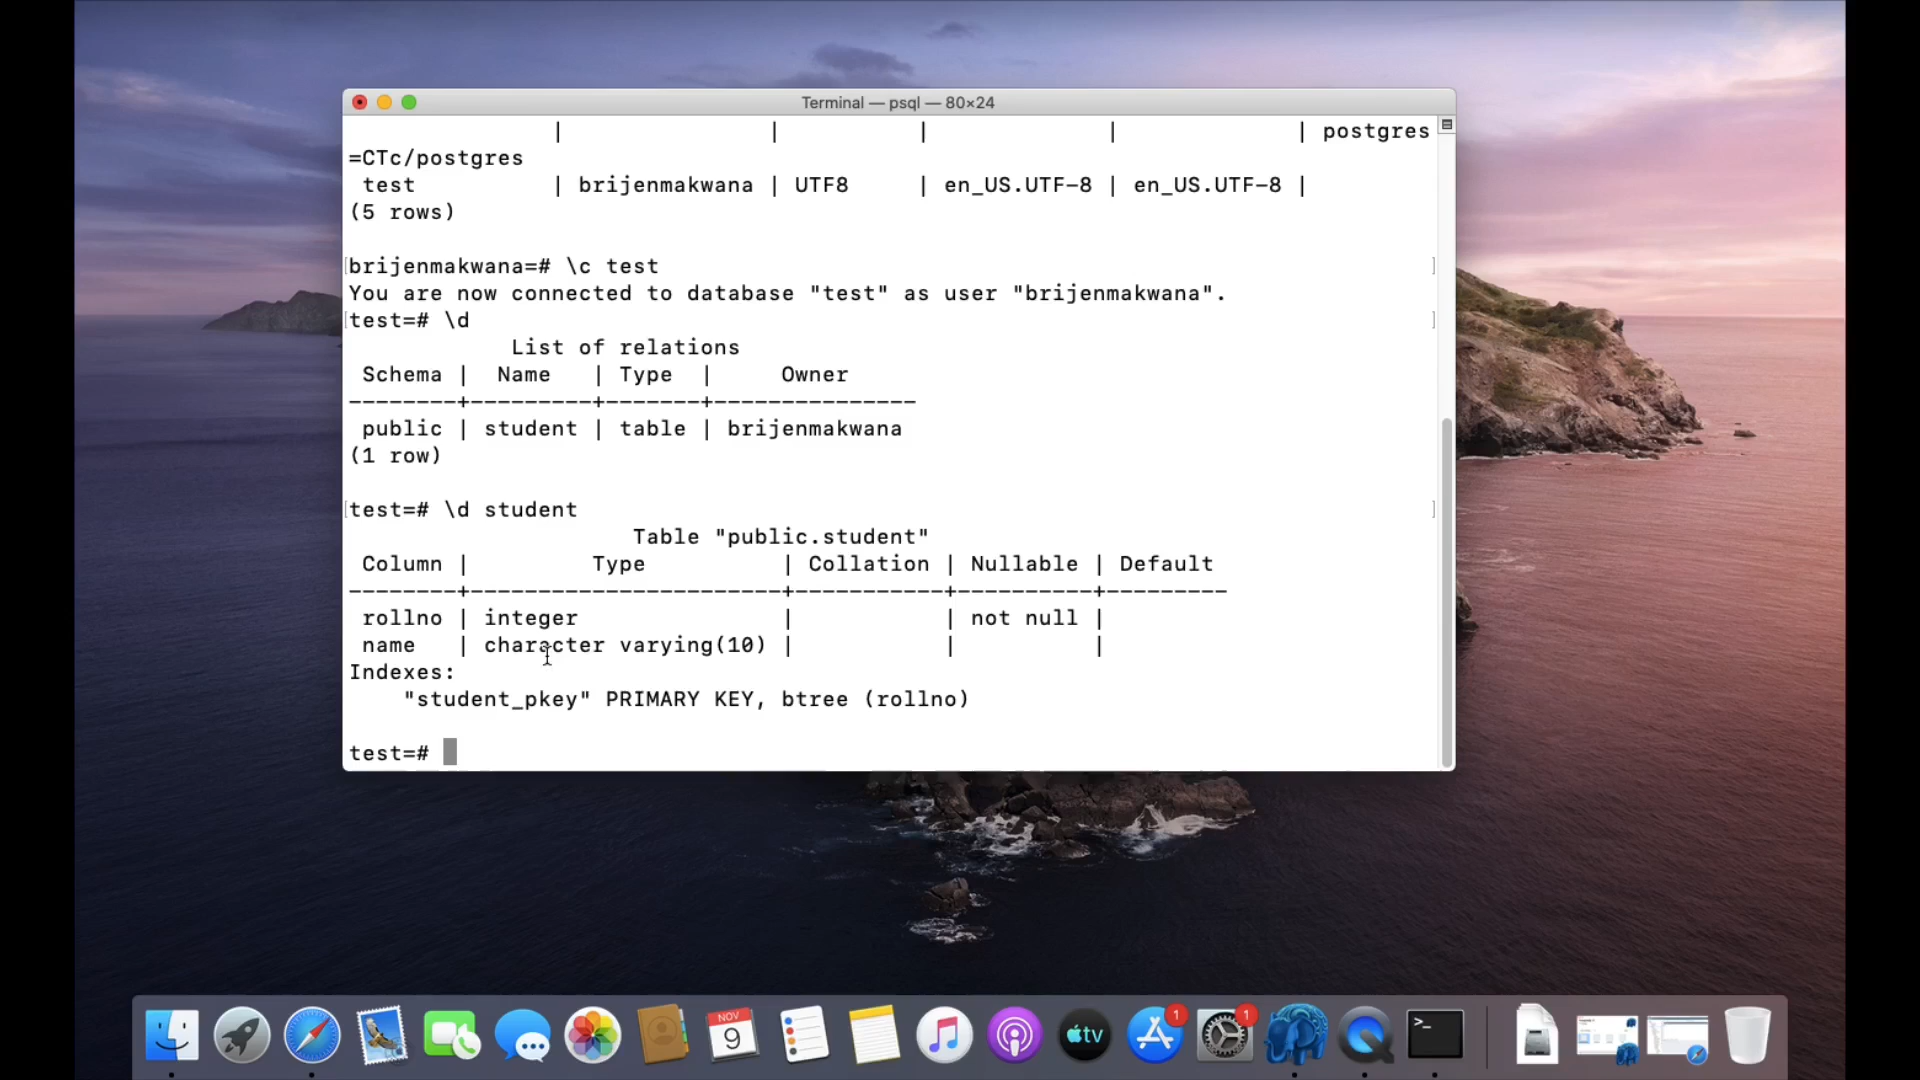 Terminal — psql — 80×24
| | | | | postgres
=CTc/postgres
test | brijenmakwana | UTF8 | en_US.UTF-8 | en_US.UTF-8 |
(5 rows)
brijenmakwana=# \c test
You are now connected to database "test" as user "brijenmakwana".
test=# \d
List of relations
Schema | Name | Type | Owner
--------+---------+-------+---------------
public | student | table | brijenmakwana
(1 row)
test=# \d student
Table "public.student"
Column | Type | Collation | Nullable | Default
--------+-----------------------+-----------+----------+---------
rollno | integer | | not null |
name | character varying(10) | | |
Indexes:
"student_pkey" PRIMARY KEY, btree (rollno)
test=#
NOV
9
tv
1
1
>_